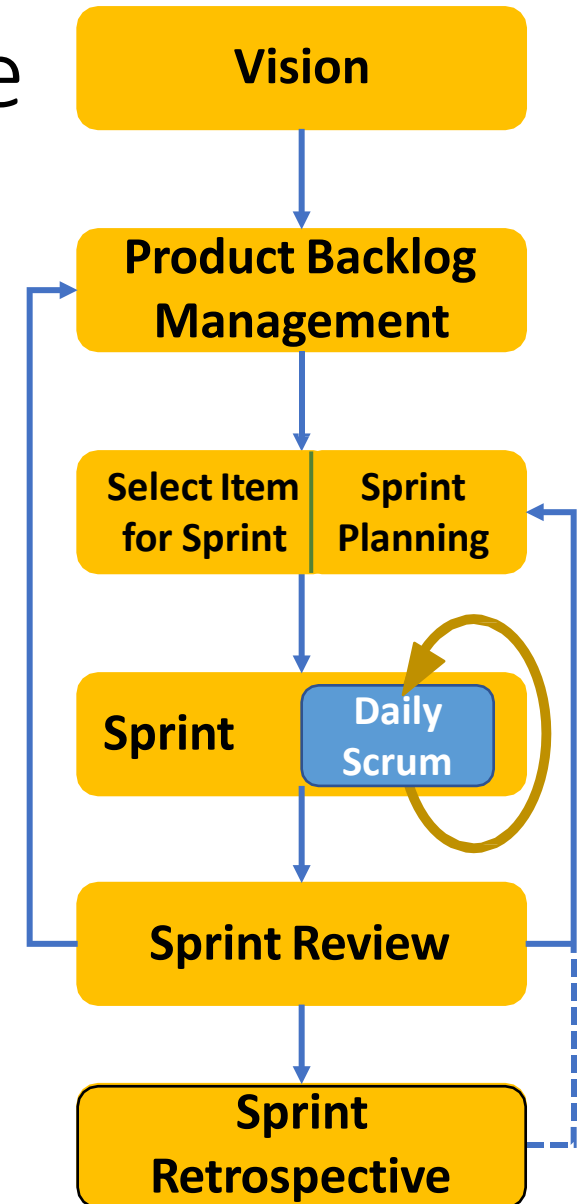 e
Vision
Product Backlog
Management
Select Item
for Sprint
Sprint
Planning
Sprint
Daily
Scrum
Sprint Review
Sprint
Retrospective